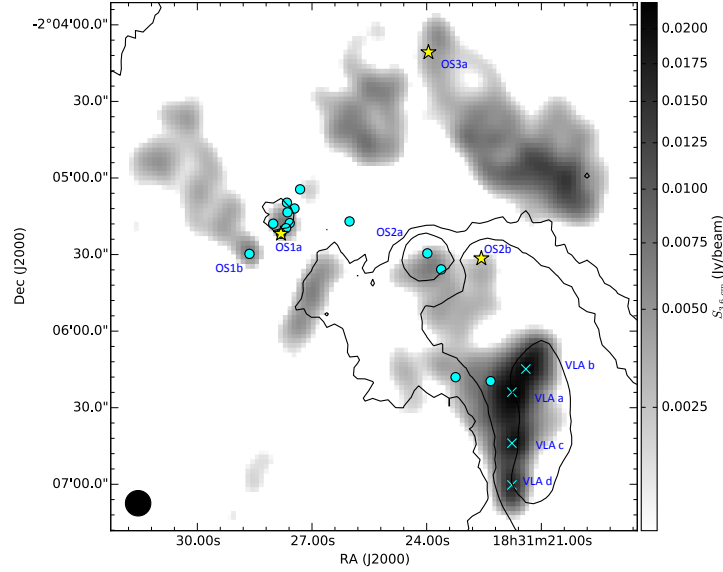 -2°04'00.0"
30.0"
05'00.0"
30.0"
06'00.0"
30.0"
07'00.0"
Dec (J2000)
OS3a
OS2a
OS2b
OS1a
OS1b
VLA b
VLA a
VLA c
VLA d
30.00s
27.00s
24.00s
18h31m21.00s
RA (J2000)
0.0200
0.0175
0.0150
0.0125
0.0100
0.0075
0.0050
0.0025
(Jy/beam)